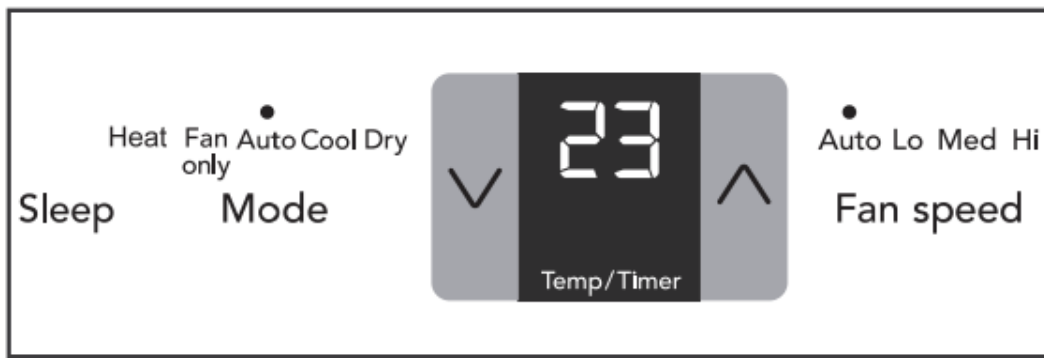 23
Heat Fan only Auto Cool Dry
Auto Lo Med Hi
Sleep Mode
Fan speed
Temp/Timer